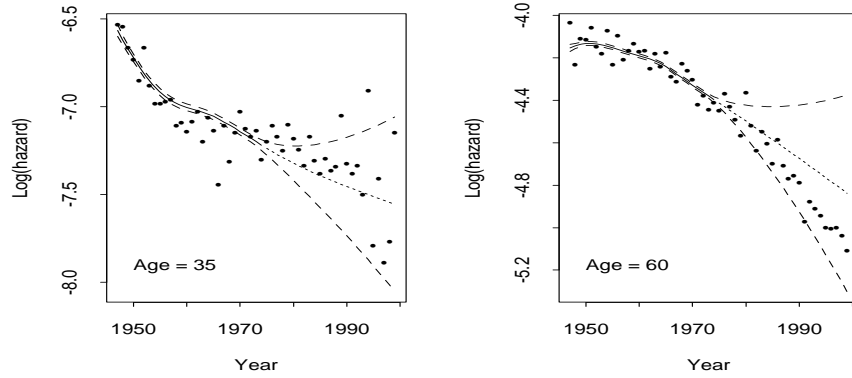 Log(hazard)
-6.5
-7.0
-7.5
-8.0
Age = 35
1950
1970
1990
Year
Log(hazard)
-4.0
-4.4
-4.8
-5.2
Age = 60
1950
1970
1990
Year